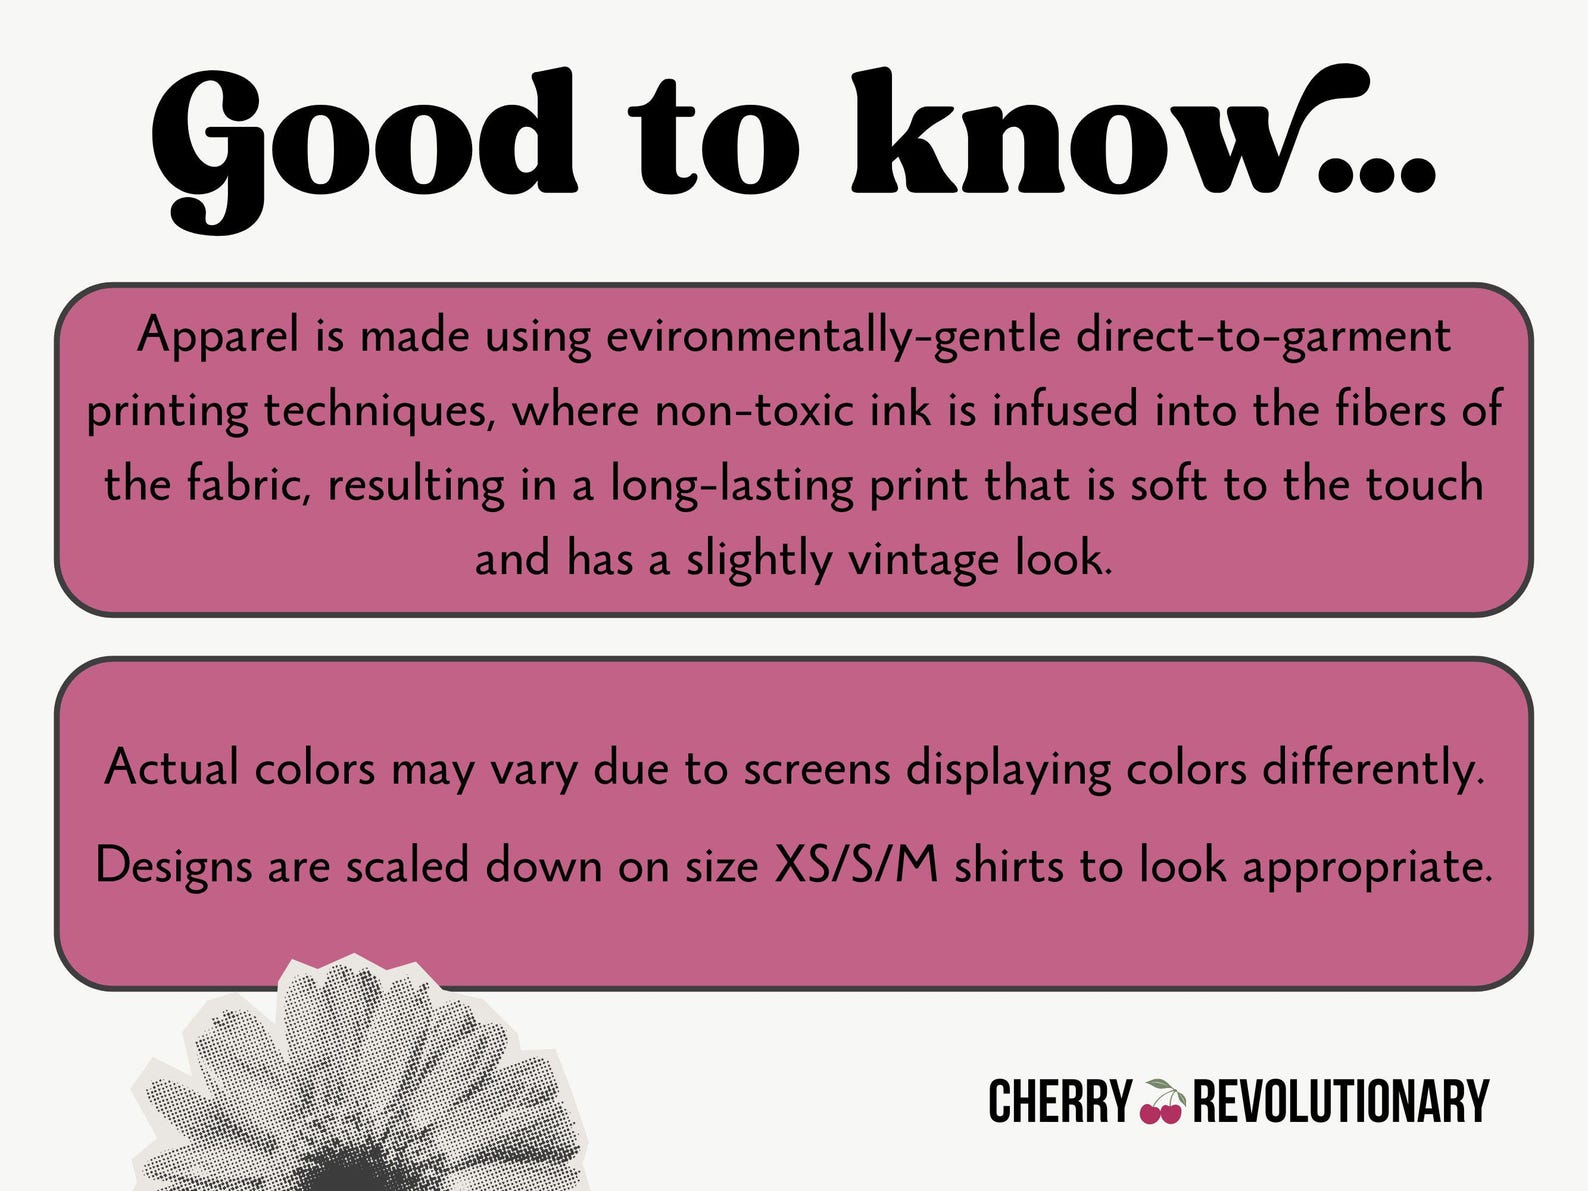 Good to know...
Apparel is made using evironmentally-gentle direct-to-garment
printing techniques, where non-toxic ink is infused into the fibers of
the fabric, resulting in a long-lasting print that is soft to the touch
and has a slightly vintage look.
Actual colors may vary due to screens displaying colors differently.
Designs are scaled down on size XS/S/M shirts to look appropriate.
CHERRY REVOLUTIONARY